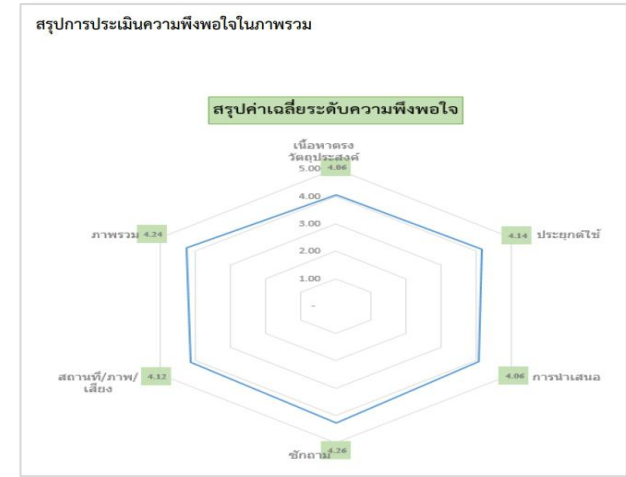 สรุปการประเมินความพึงพอใจในภาพรวม
สรุปค่าเฉลี่ยระดับความพึงพอใจ
เนื้อหาตรง
วัตถุประสงค์
5.00 4.06
4.00
3.00
2.00
1.00
-
ภาพรวม 4.24
4.14 ประยุกต์ใช้
สถานที่/ภาพ/ 4.12
เสียง
4.06 การนำเสนอ
ซักถาม 4.26